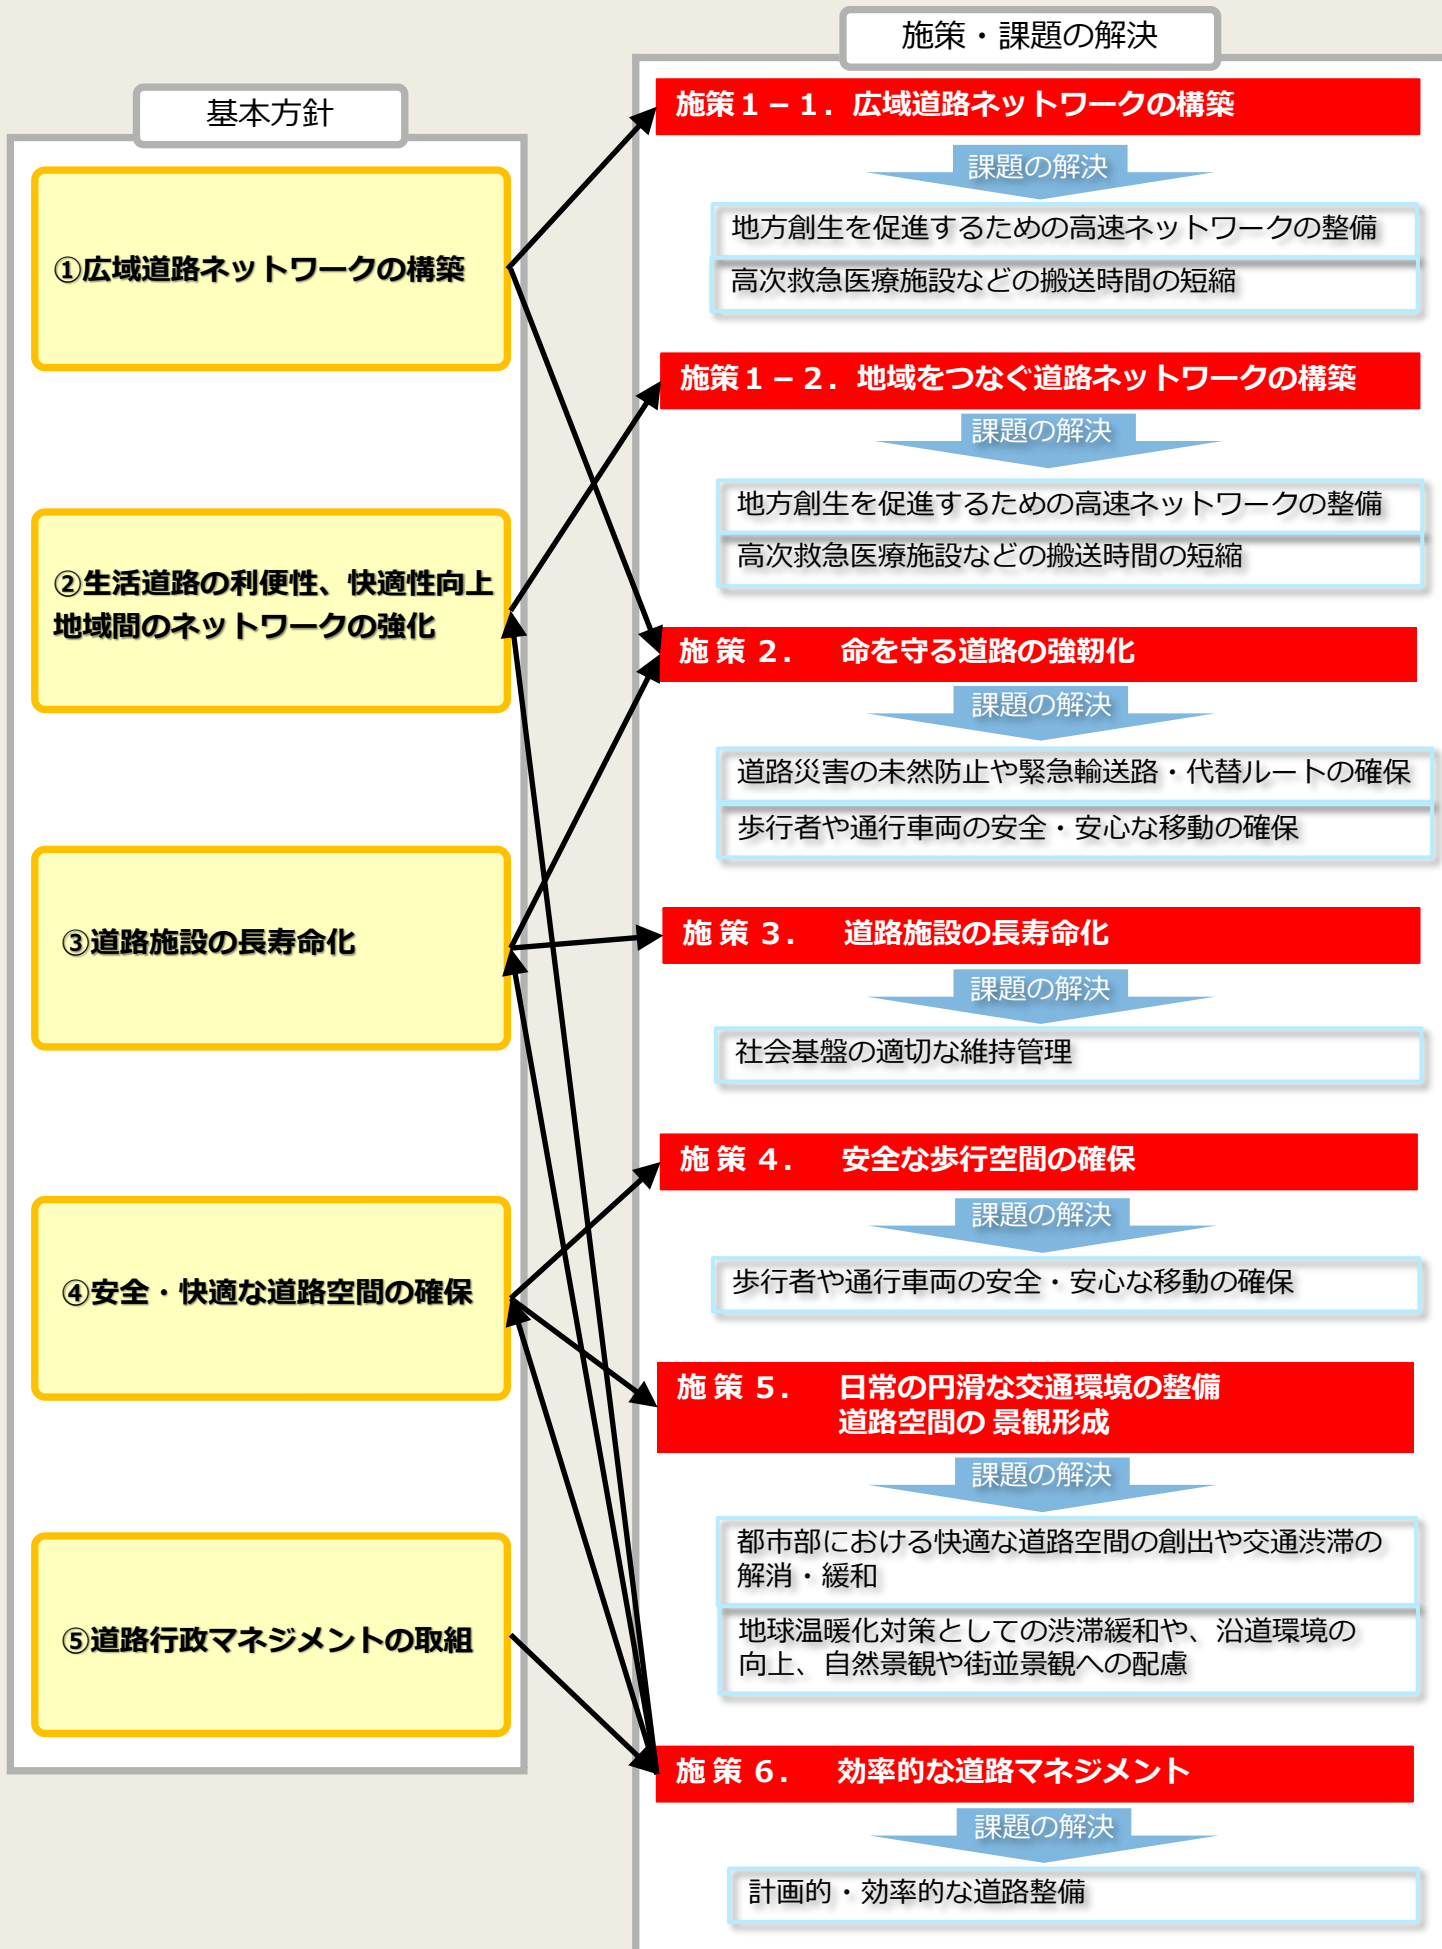 基本方針
①広域道路ネットワークの構築
②生活道路の利便性、快適性向上
地域間のネットワークの強化
③道路施設の長寿命化
④安全・快適な道路空間の確保
⑤道路行政マネジメントの取組
施策・課題の解決
施策１−１．広域道路ネットワークの構築
課題の解決
地方創生を促進するための高速ネットワークの整備
高次救急医療施設などの搬送時間の短縮
施策１−２．地域をつなぐ道路ネットワークの構築
課題の解決
地方創生を促進するための高速ネットワークの整備
高次救急医療施設などの搬送時間の短縮
施 策 ２． 命を守る道路の強靭化
課題の解決
道路災害の未然防止や緊急輸送路・代替ルートの確保
歩行者や通行車両の安全・安心な移動の確保
施 策 ３． 道路施設の長寿命化
課題の解決
社会基盤の適切な維持管理
施 策 ４． 安全な歩行空間の確保
課題の解決
歩行者や通行車両の安全・安心な移動の確保
施 策 ５． 日常の円滑な交通環境の整備
道路空間の 景観形成
課題の解決
都市部における快適な道路空間の創出や交通渋滞の
解消・緩和
地球温暖化対策としての渋滞緩和や、沿道環境の
向上、自然景観や街並景観への配慮
施 策 ６． 効率的な道路マネジメント
課題の解決
計画的・効率的な道路整備